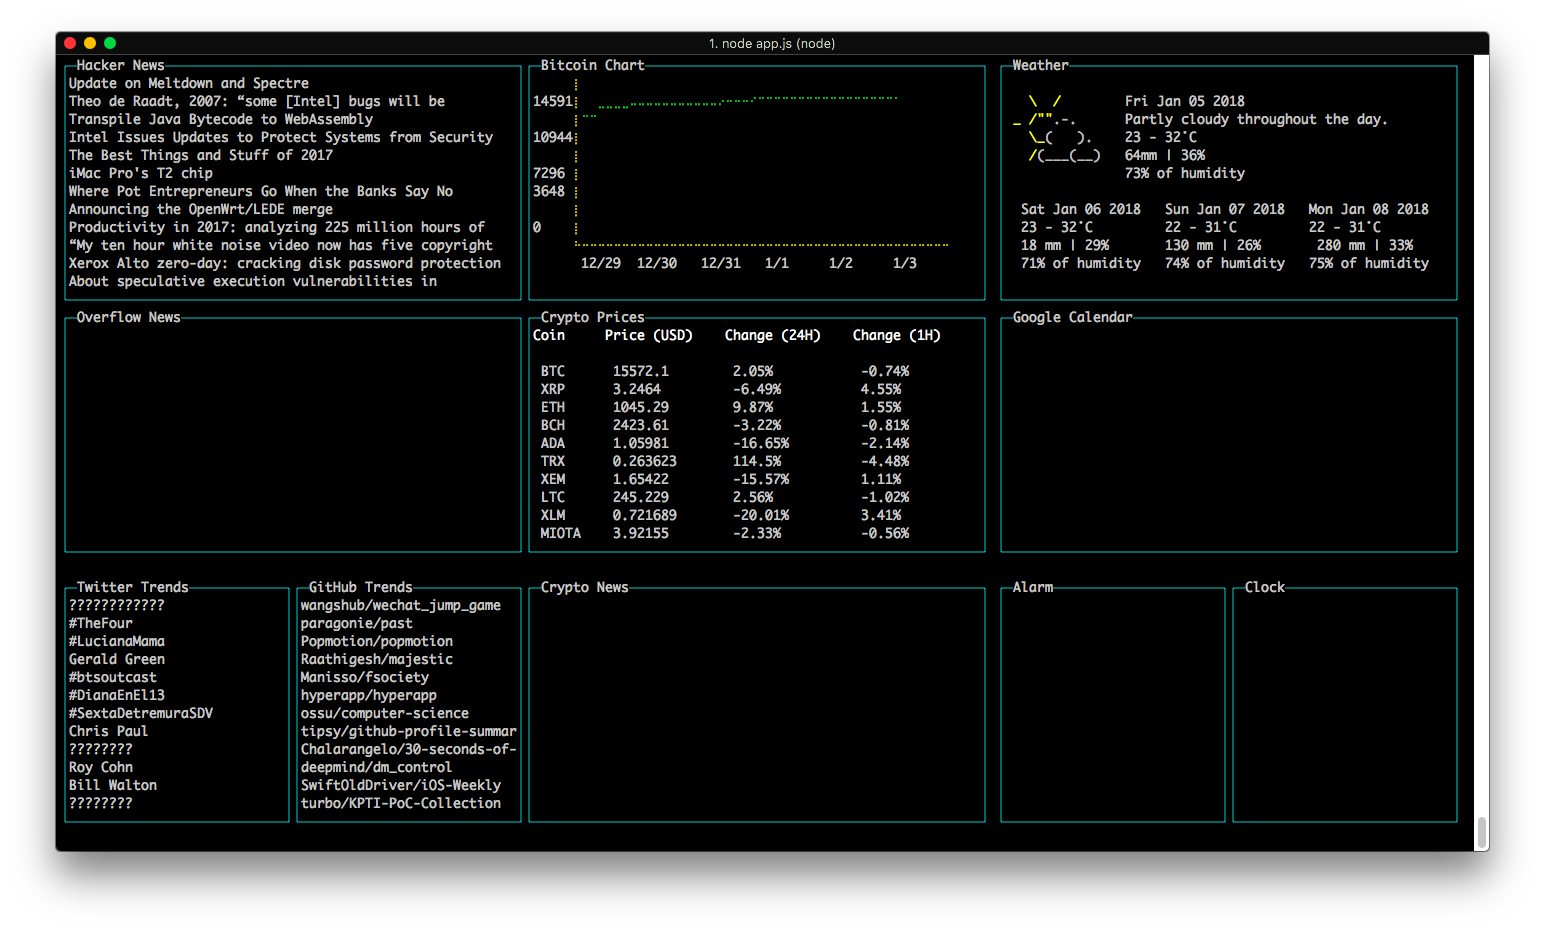 1. node app.js (node)
Hacker News
Update on Meltdown and Spectre
Theo de Raadt, 2007: “some [Intel] bugs will be
Transpile Java Bytecode to WebAssembly
Intel Issues Updates to Protect Systems from Security
The Best Things and Stuff of 2017
iMac Pro's T2 chip
Where Pot Entrepreneurs Go When the Banks Say No
Announcing the OpenWrt/LEDE merge
Productivity in 2017: analyzing 225 million hours of
“My ten hour white noise video now has five copyright
Xerox Alto zero-day: cracking disk password protection
About speculative execution vulnerabilities in
Bitcoin Chart
14591
10944
7296
3648
0
12/29 12/30 12/31 1/1 1/2 1/3
Weather
Fri Jan 05 2018
Partly cloudy throughout the day.
23 - 32°C
64mm | 36%
73% of humidity
Sat Jan 06 2018 Sun Jan 07 2018 Mon Jan 08 2018
23 - 32°C 22 - 31°C 22 - 31°C
18 mm | 29% 130 mm | 26% 280 mm | 33%
71% of humidity 74% of humidity 75% of humidity
Overflow News
Crypto Prices
Coin Price (USD) Change (24H) Change (1H)
BTC 15572.1 2.05% -0.74%
XRP 3.2464 -6.49% 4.55%
ETH 1045.29 9.87% 1.55%
BCH 2423.61 -3.22% -0.81%
ADA 1.05981 -16.65% -2.14%
TRX 0.263623 114.5% -4.48%
XEM 1.65422 -15.57% 1.11%
LTC 245.229 2.56% -1.02%
XLM 0.721689 -20.01% 3.41%
MIOTA 3.92155 -2.33% -0.56%
Google Calendar
Twitter Trends
????????????
#TheFour
#LucianaMama
Gerald Green
#btsoutcast
#DianaEnEl13
#SextaDetremuraSDV
Chris Paul
????????
Roy Cohn
Bill Walton
????????
GitHub Trends
wangshub/wechat_jump_game
paragonie/past
Popmotion/popmotion
Raathigesh/majestic
Manisso/fsociety
hyperapp/hyperapp
ossu/computer-science
tipsy/github-profile-summar
Chalarangelo/30-seconds-of-
deepmind/dm_control
SwiftOldDriver/iOS-Weekly
turbo/KPTI-PoC-Collection
Crypto News
Alarm
Clock